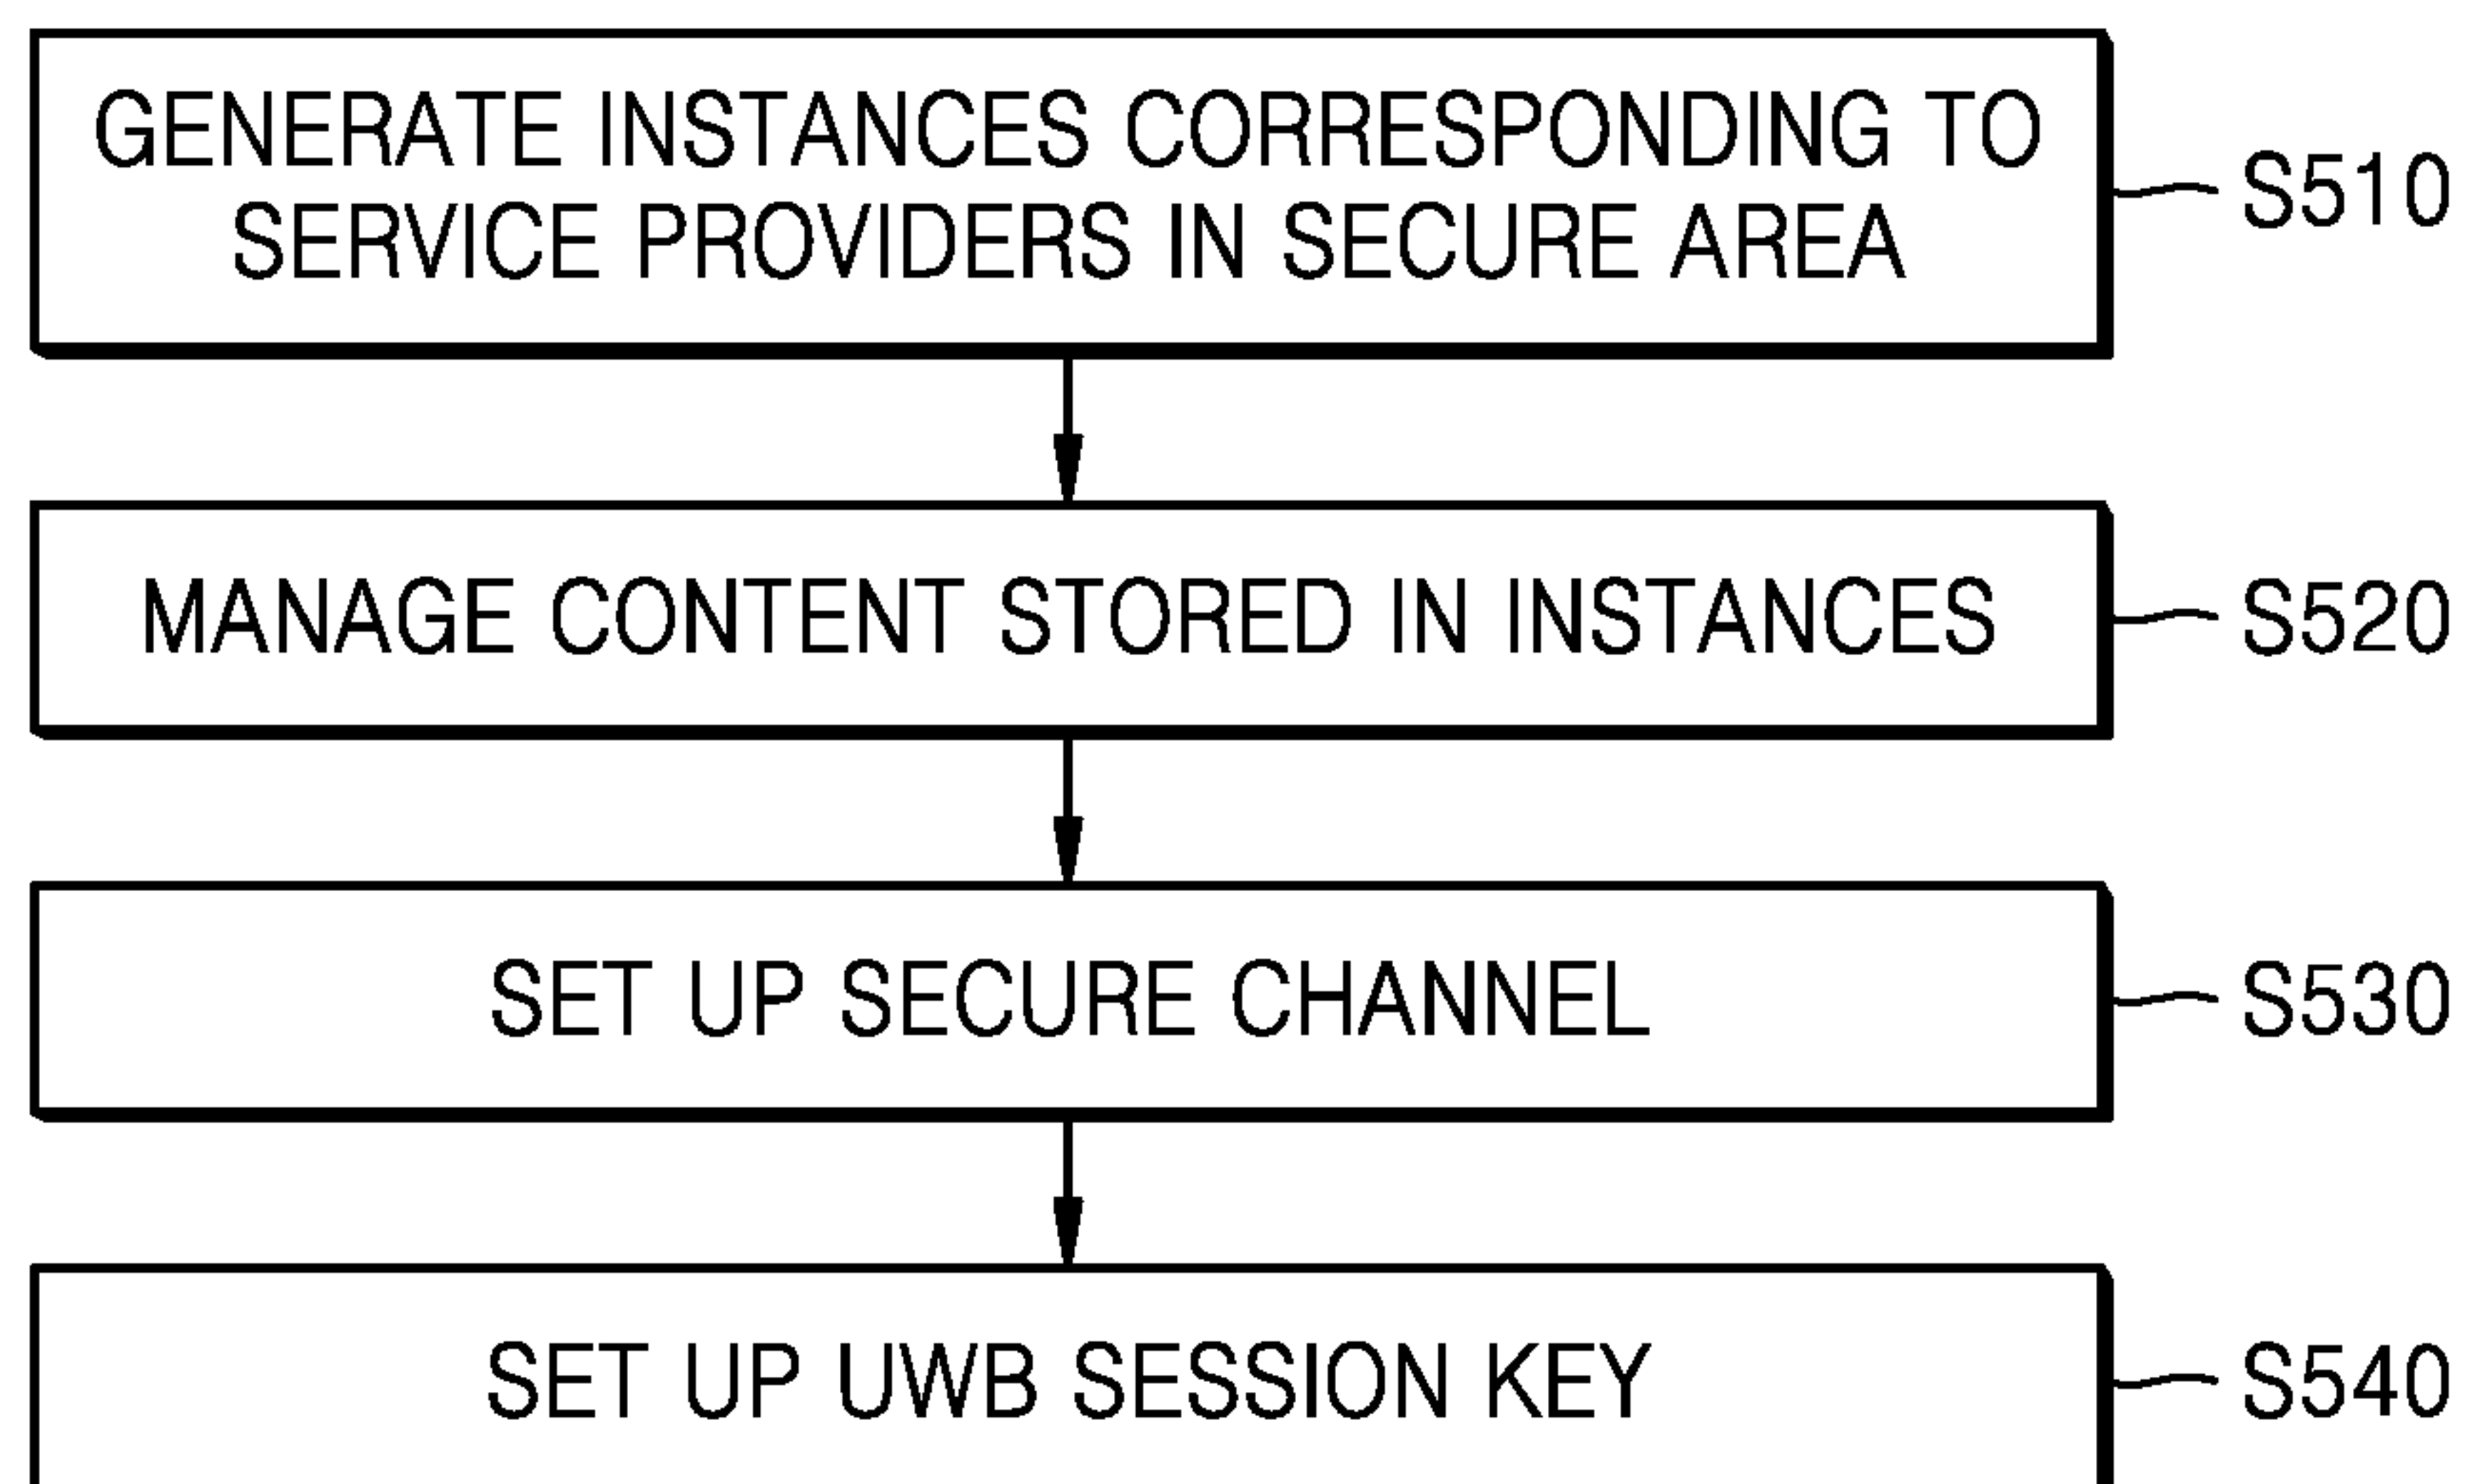 GENERATE INSTANCES CORRESPONDING TO
SERVICE PROVIDERS IN SECURE AREA
S510
MANAGE CONTENT STORED IN INSTANCES
S520
SET UP SECURE CHANNEL
S530
SET UP UWB SESSION KEY
S540